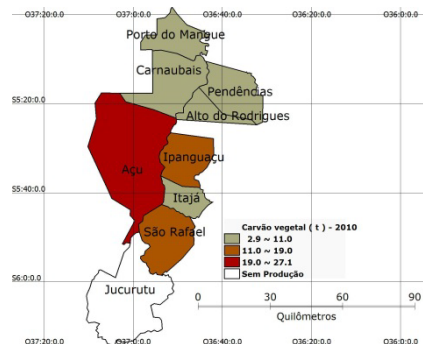 O37:20:0.0 O37:0:0.0 O36:40:0.0 O36:20:0.0 O36:0:0.0
Porto do Mangue
Carnaubais
Pendências
S5:20:0.0
Alto do Rodrigues
Ipanguaçu
Açu
S5:40:0.0
Itajá
São Rafael
Carvão vegetal ( t ) - 2010
2.9 ~ 11.0
11.0 ~ 19.0
19.0 ~ 27.1
Sem Produção
S6:0:0.0
Jucurutu
0 30 60 90
Quilômetros
O37:20:0.0 O37:0:0.0 O36:40:0.0 O36:20:0.0 O36:0:0.0